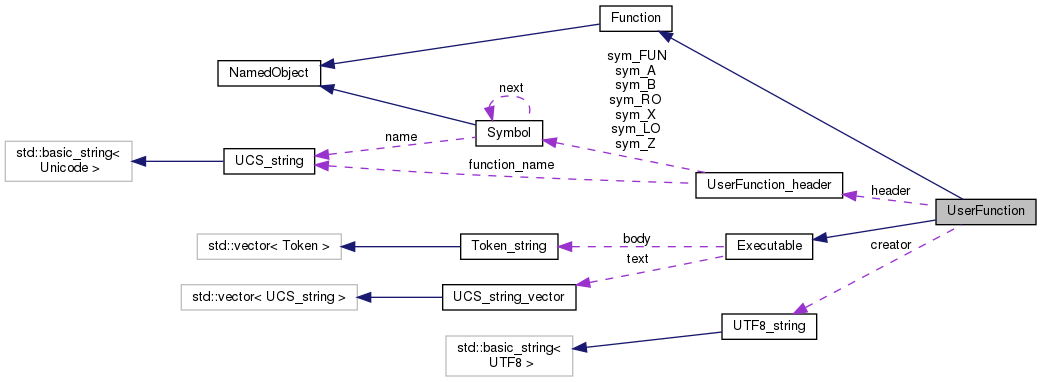 Function
sym_FUN
sym_A
sym_B
sym_RO
sym_X
sym_LO
sym_Z
NamedObject
next
Symbol
name
std::basic_string<
Unicode >
UCS_string
function_name
UserFunction_header
header
UserFunction
std::vector< Token >
Token_string
body
text
Executable
creator
std::vector< UCS_string >
UCS_string_vector
UTF8_string
std::basic_string<
UTF8 >